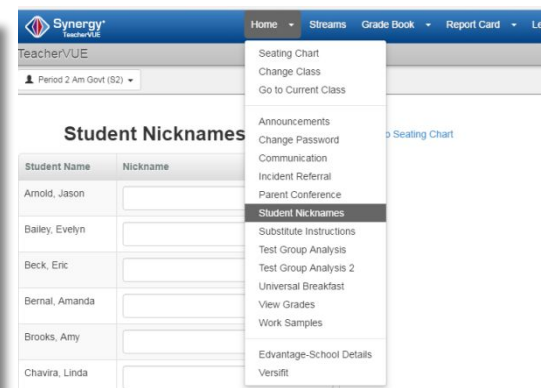 Synergy
TeacherVUE
Home
Streams
Grade Book
Report Card
Le
TeacherVUE
Period 2 Am Govt (S2)
Seating Chart
Change Class
Go to Current Class
Announcements
Change Password
Communication
Incident Referral
Parent Conference
Student Nicknames
Substitute Instructions
Test Group Analysis
Test Group Analysis 2
Universal Breakfast
View Grades
Work Samples
Edvantage-School Details
Versifit
Student Nicknames
o Seating Chart
Student Name Nickname
Arnold, Jason
Bailey, Evelyn
Beck, Eric
Bernal, Amanda
Brooks, Amy
Chavira, Linda